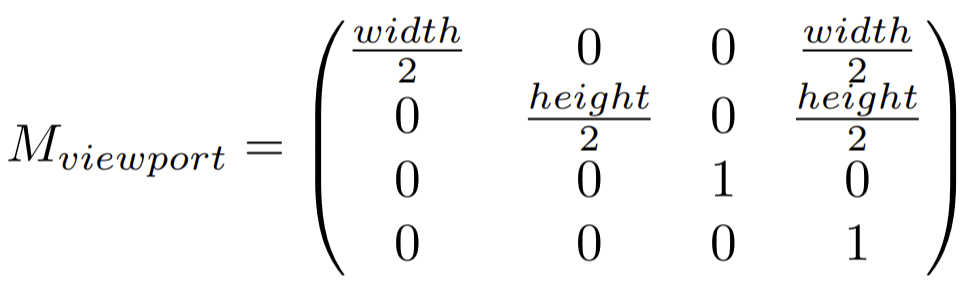 M_viewport = 
( width/2 0 0 width/2
0 height/2 0 height/2
0 0 1 0
0 0 0 1 )